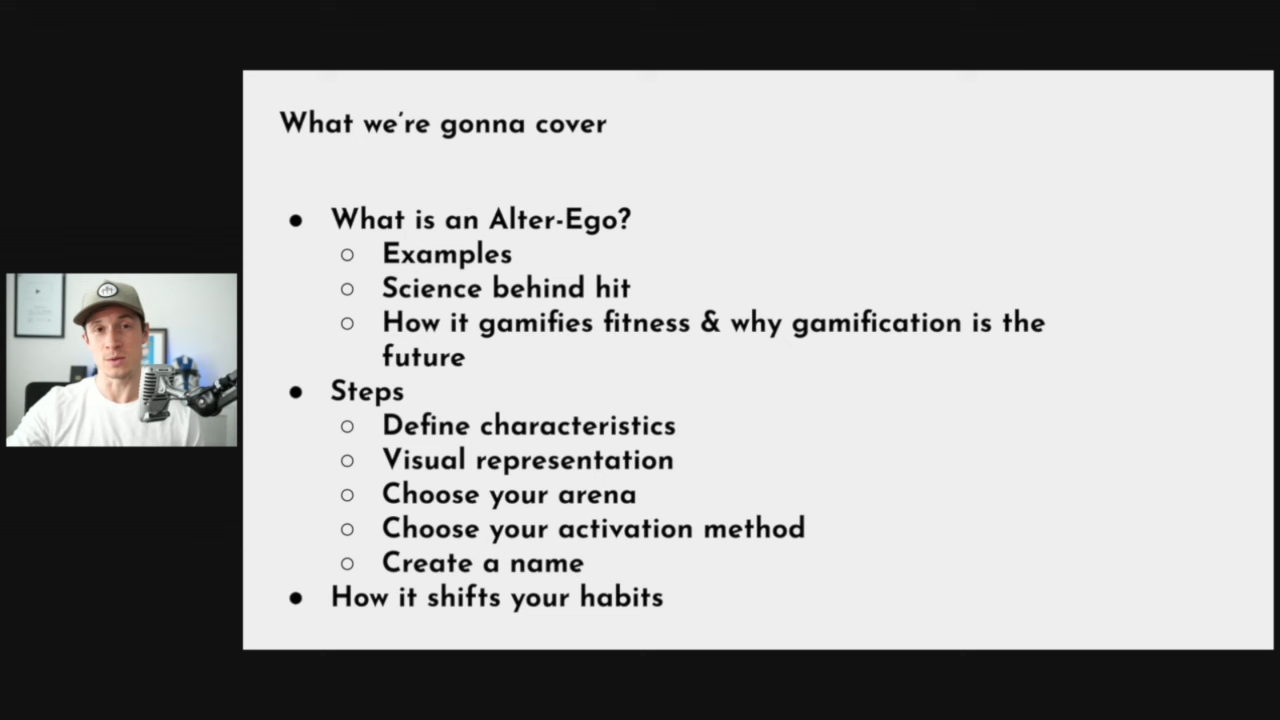 What we're gonna cover
● What is an Alter-Ego?
○ Examples
○ Science behind hit
○ How it gamifies fitness & why gamification is the
future
● Steps
○ Define characteristics
○ Visual representation
○ Choose your arena
○ Choose your activation method
○ Create a name
● How it shifts your habits